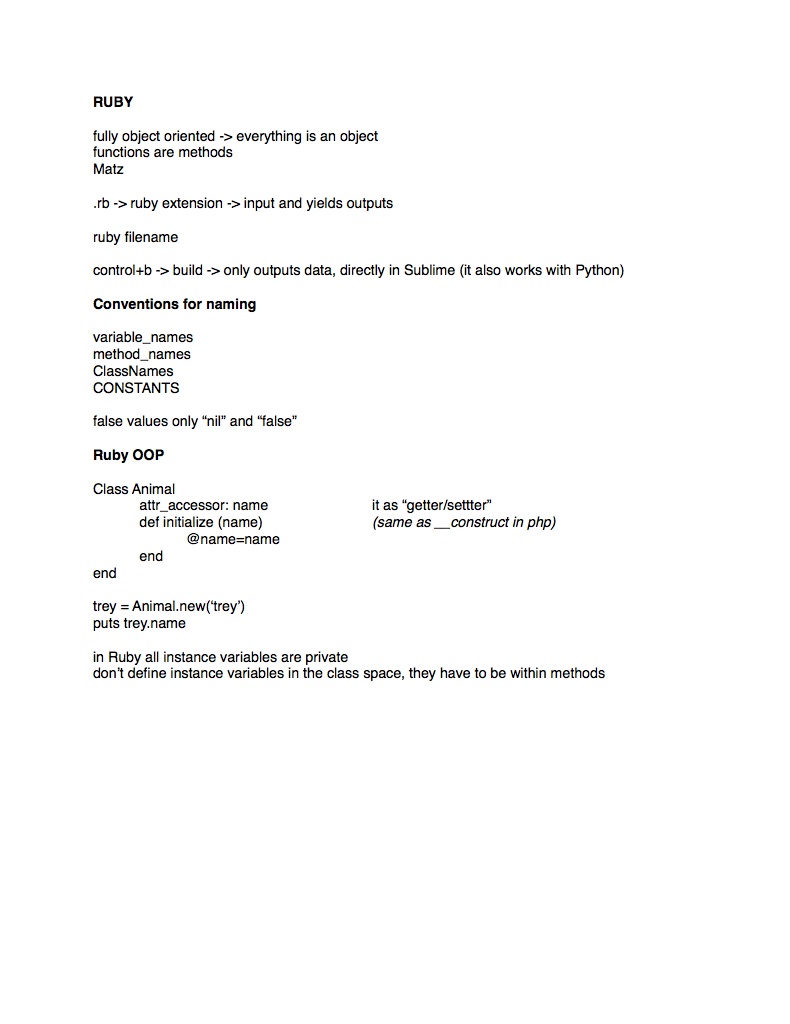 RUBY
fully object oriented -> everything is an object
functions are methods
Matz
.rb -> ruby extension -> input and yields outputs
ruby filename
control+b -> build -> only outputs data, directly in Sublime (it also works with Python)
Conventions for naming
variable_names
method_names
ClassNames
CONSTANTS
false values only “nil” and “false”
Ruby OOP
Class Animal
attr_accessor: name it as “getter/settter”
def initialize (name) (same as __construct in php)
@name=name
end
end
trey = Animal.new(‘trey’)
puts trey.name
in Ruby all instance variables are private
don’t define instance variables in the class space, they have to be within methods